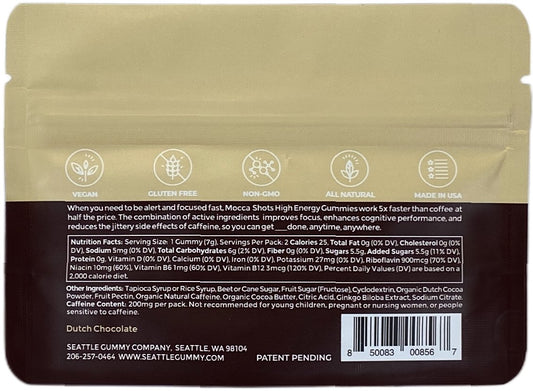 VEGAN GLUTEN FREE NON-GMO ALL NATURAL MADE IN USA
When you need to be alert and focused fast, Mocca Shots High Energy Gummies work 5x faster than coffee at
half the price. The combination of active ingredients improves focus, enhances cognitive performance, and
reduces the jittery side effects of caffeine, so you can get ___done, anytime, anywhere.
Nutrition Facts: Serving Size: 1 Gummy (7g), Servings Per Pack: 2 Calories 25, Total Fat 0g (0% DV), Cholesterol 0g (0%
DV), Sodium 5mg (0% DV), Total Carbohydrates 6g (2% DV), Fiber 0g (0% DV), Sugars 5.5g, Added Sugars 5.5g (11% DV),
Protein 0g, Vitamin D (0% DV), Calcium (0% DV), Iron (0% DV), Potassium 27mg (0% DV), Riboflavin 900mcg (70% DV),
Niacin 10mg (60%), Vitamin B6 1mg (60% DV), Vitamin B12 3mcg (120% DV), Percent Daily Values (DV) are based on a
2,000 calorie diet.
Other Ingredients: Tapioca Syrup or Rice Syrup, Beet or Cane Sugar, Fruit Sugar (Fructose), Cyclodextrin, Organic Dutch Cocoa
Powder, Fruit Pectin, Organic Natural Caffeine, Organic Cocoa Butter, Citric Acid, Ginkgo Biloba Extract, Sodium Citrate.
Caffeine Content: 200mg per pack. Not recommended for young children, pregnant or nursing women, or people
sensitive to caffeine.
Dutch Chocolate
SEATTLE GUMMY COMPANY, SEATTLE, WA 98104
206-257-0464 WWW.SEATTLEGUMMY.COM PATENT PENDING
8 50083 00856 7